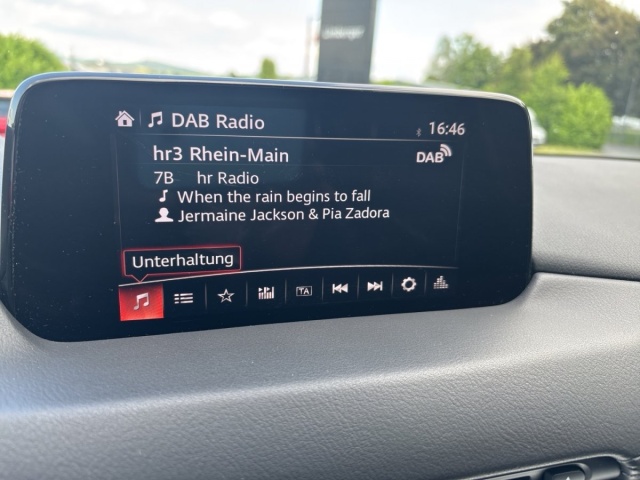 DAB Radio
16:46
hr3 Rhein-Main
DAB
7B hr Radio
When the rain begins to fall
Jermaine Jackson & Pia Zadora
Unterhaltung
TA